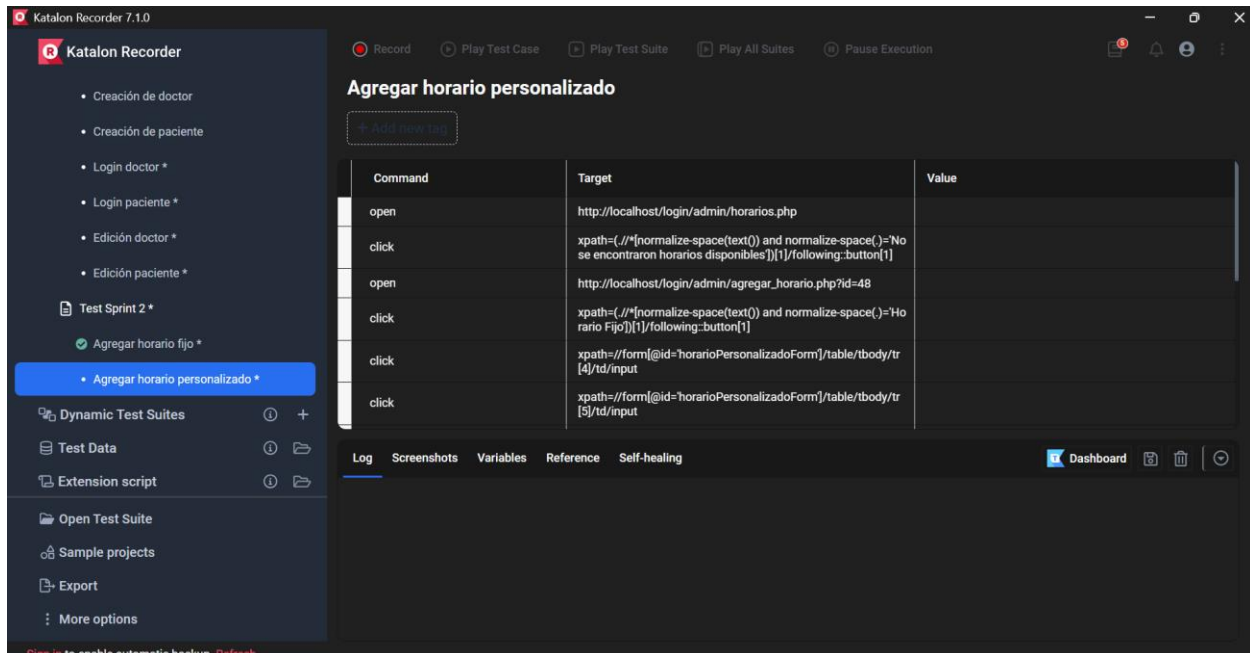 Katalon Recorder 7.1.0
Katalon Recorder
Record
Play Test Case
Play Test Suite
Play All Suites
Pause Execution
Creación de doctor
Creación de paciente
Login doctor *
Login paciente *
Edición doctor *
Edición paciente *
Test Sprint 2 *
Agregar horario fijo *
Agregar horario personalizado *
Dynamic Test Suites
Test Data
Extension script
Open Test Suite
Sample projects
Export
More options
Sign in to enable automatic backup. Refresh
Agregar horario personalizado
+ Add new tag
Command Target Value
open http://localhost/login/admin/horarios.php
click xpath=(.//*[normalize-space(text()) and normalize-space(.)='No
se encontraron horarios disponibles'])[1]/following::button[1]
open http://localhost/login/admin/agregar_horario.php?id=48
click xpath=(.//*[normalize-space(text()) and normalize-space(.)='Ho
rario Fijo'])[1]/following::button[1]
click xpath=//form[@id='horarioPersonalizadoForm']/table/tbody/tr
[4]/td/input
click xpath=//form[@id='horarioPersonalizadoForm']/table/tbody/tr
[5]/td/input
Log
Screenshots
Variables
Reference
Self-healing
Dashboard